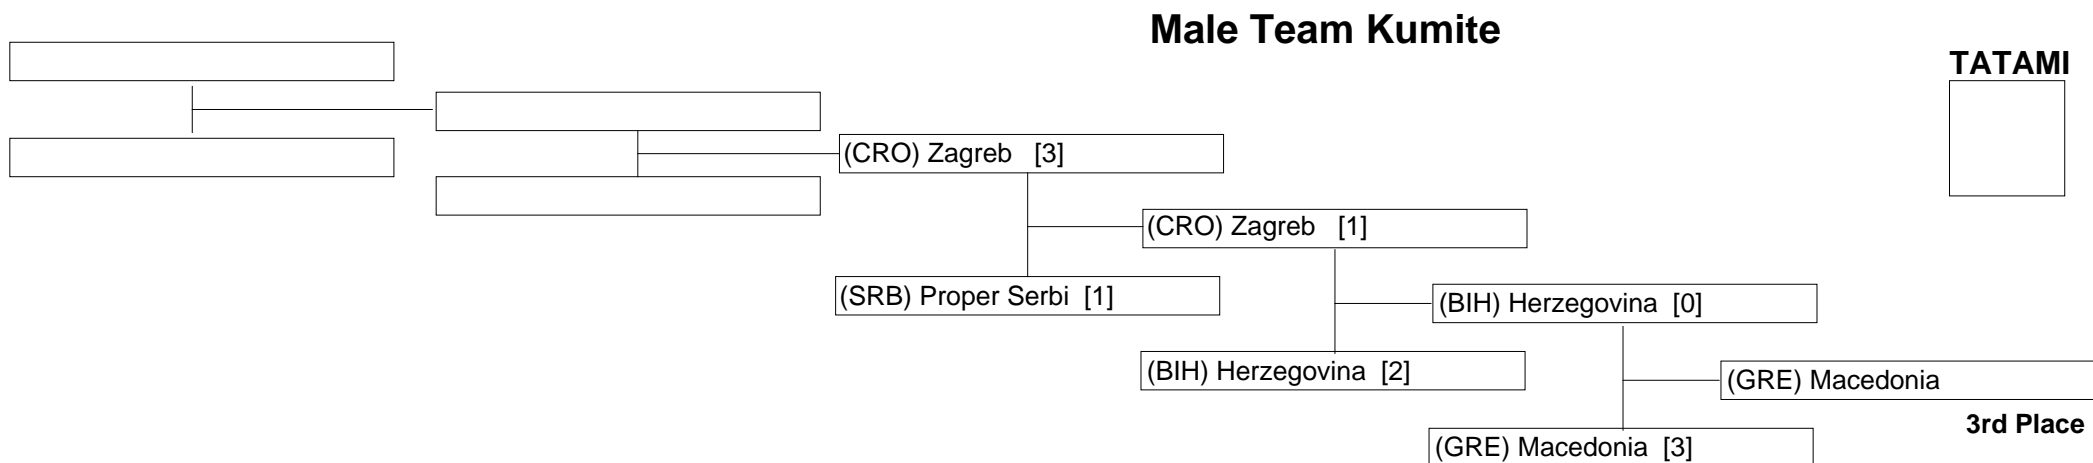 Male Team Kumite
TATAMI
(CRO) Zagreb [3]
(CRO) Zagreb [1]
(SRB) Proper Serbi [1]
(BIH) Herzegovina [0]
(BIH) Herzegovina [2]
(GRE) Macedonia
3rd Place
(GRE) Macedonia [3]